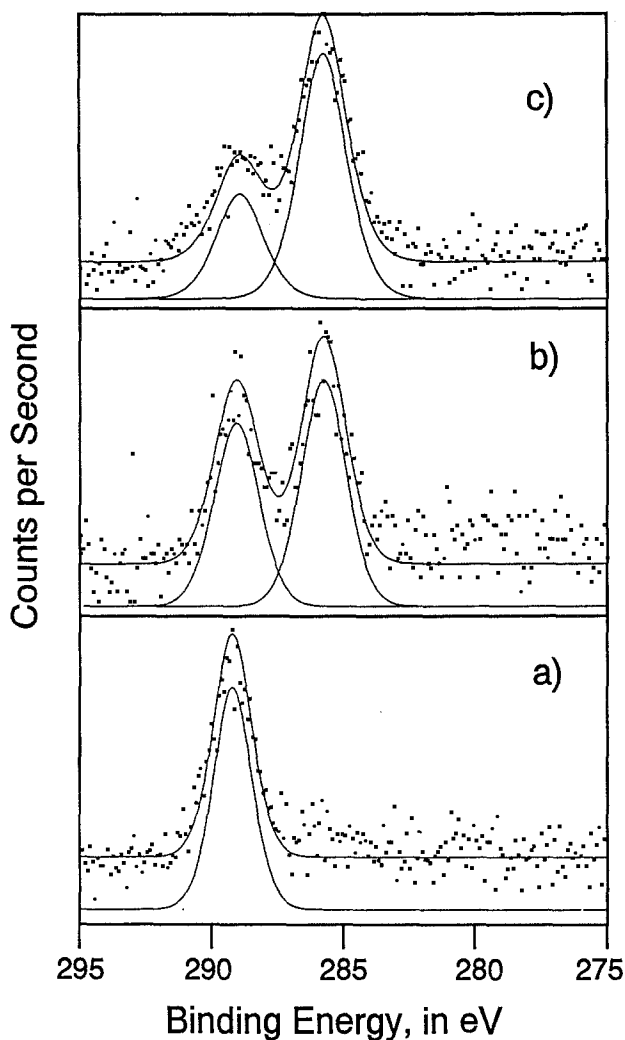 c)
b)
a)
Counts per Second
295 290 285 280 275
Binding Energy, in eV